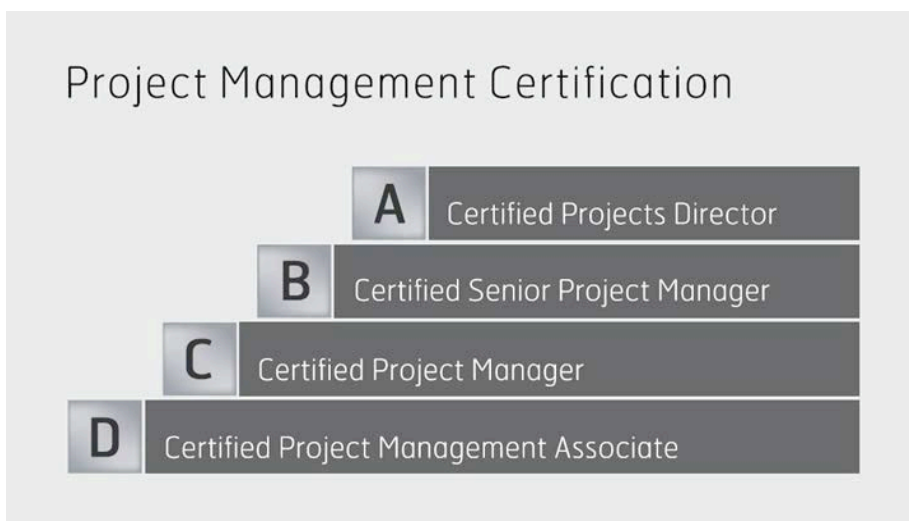 Project Management Certification
A Certified Projects Director
B Certified Senior Project Manager
C Certified Project Manager
D Certified Project Management Associate